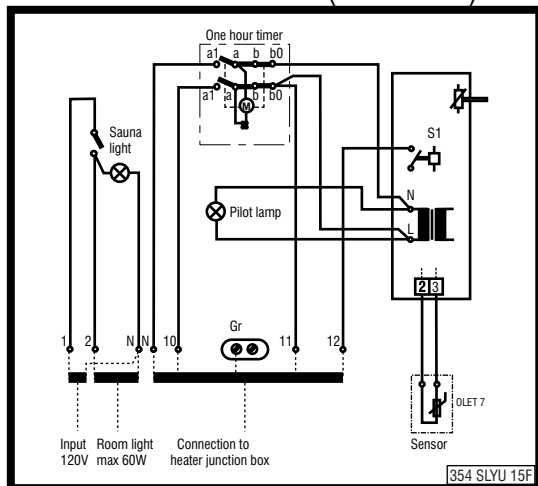 One hour timer
a1 a b b0
a1 a b b0
M
Sauna
light
S1
N
Pilot lamp
L
2 3
1 2 N N 10 Gr 11 12
OLET 7
Input
120V
Room light
max 60W
Connection to
heater junction box
Sensor
354 SLYU 15F